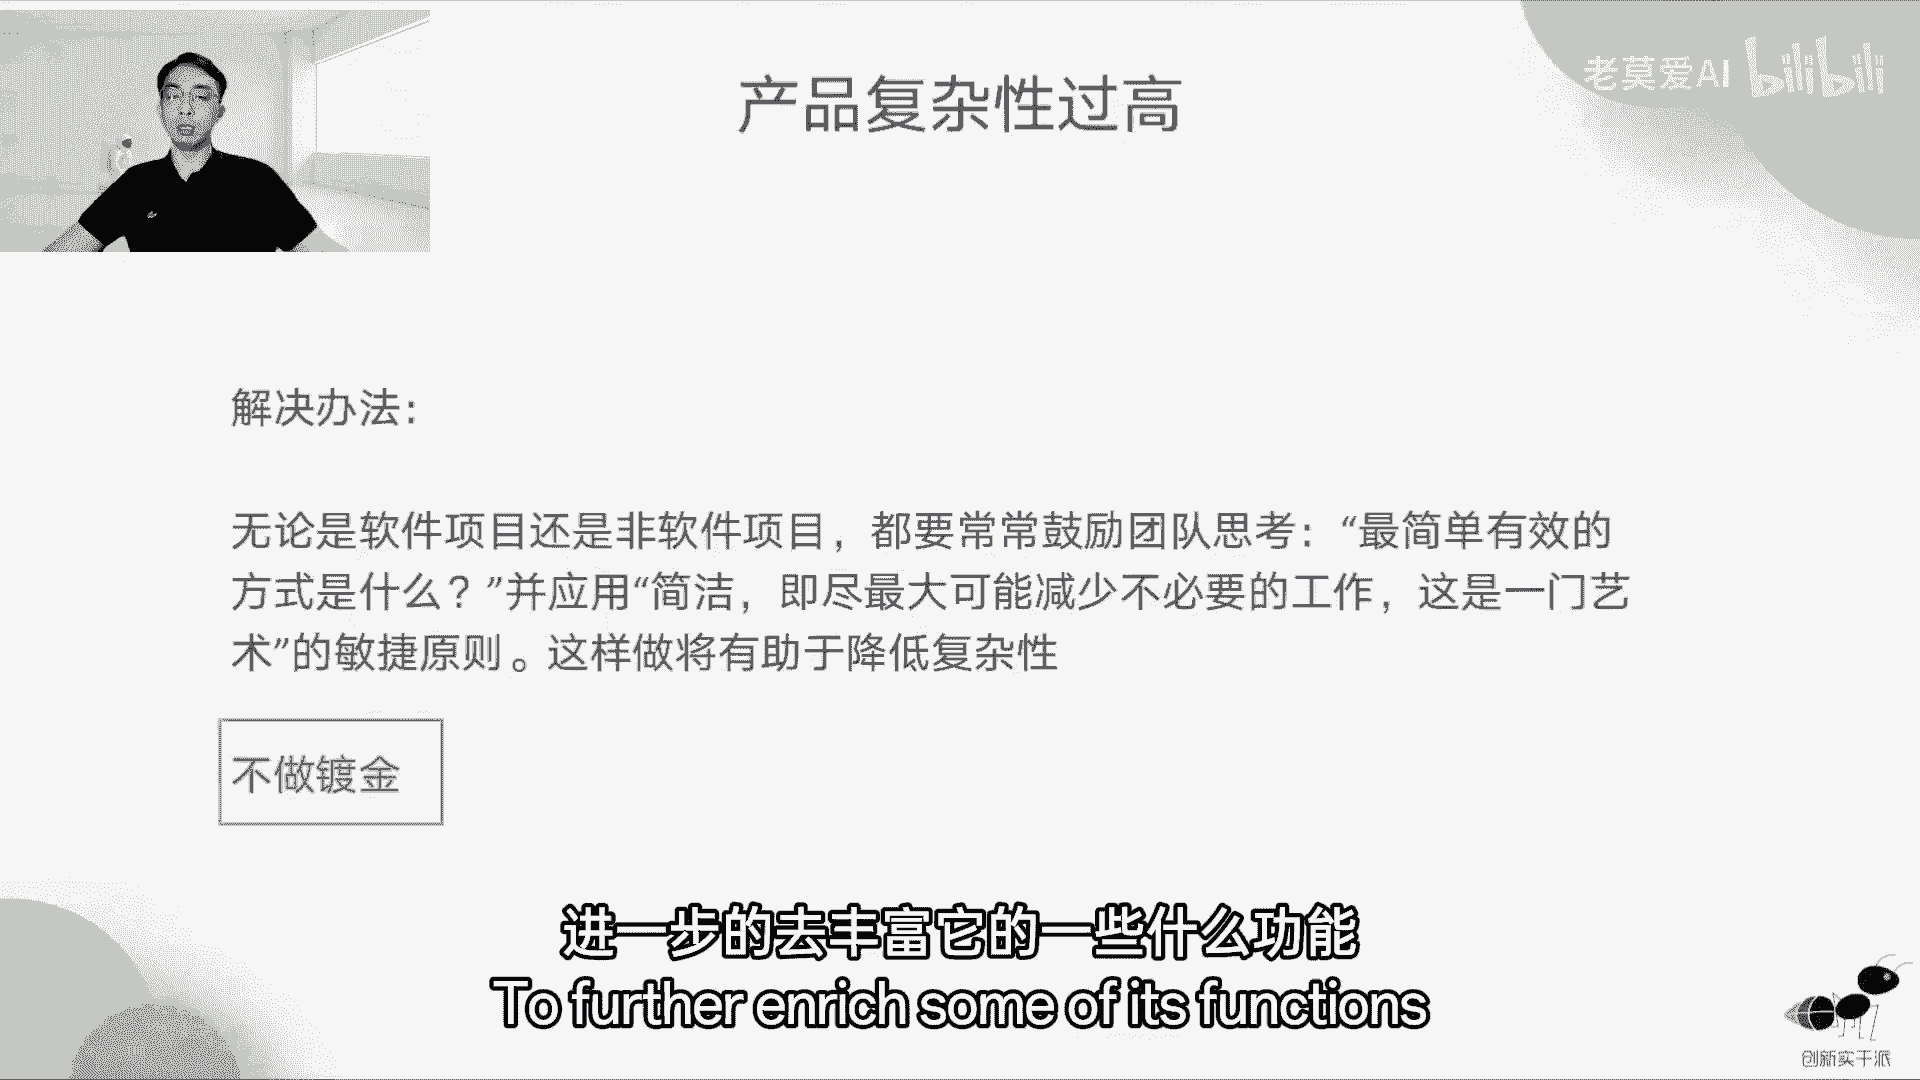 老莫爱AI bilibili
产品复杂性过高
解决办法：
无论是软件项目还是非软件项目，都要常常鼓励团队思考：“最简单有效的
方式是什么？”并应用“简洁，即尽最大可能减少不必要的工作，这是一门艺
术”的敏捷原则。这样做将有助于降低复杂性
不做镀金
进一步的去丰富它的一些什么功能
To further enrich some of its functions
创新实干派